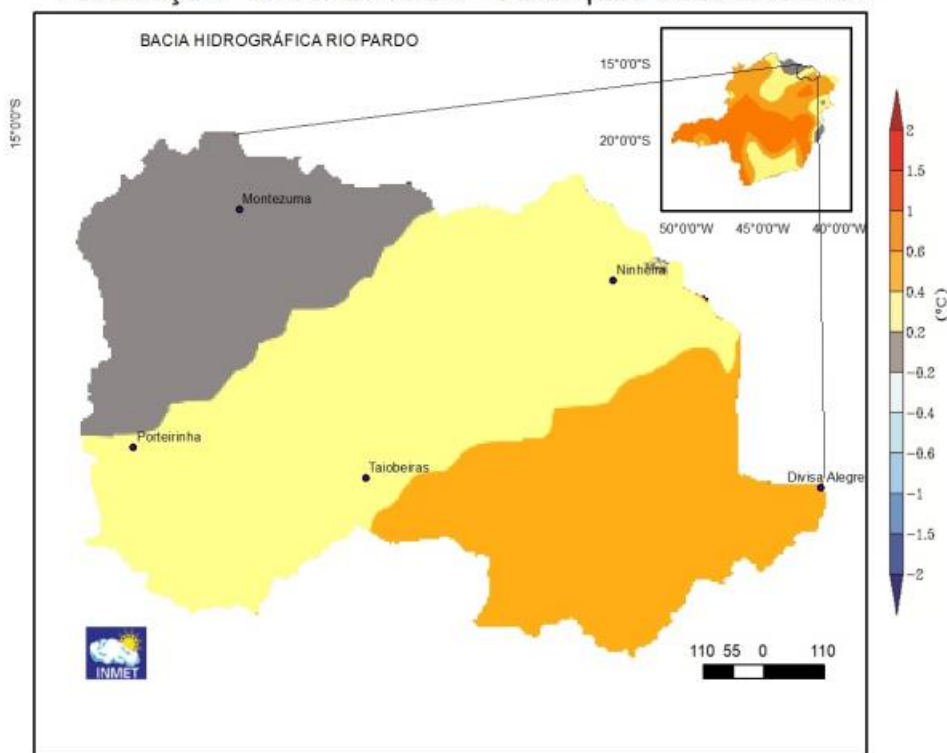 BACIA HIDROGRÁFICA RIO PARDO
15°0'0"S
20°0'0"S
50°0'0"W 45°0'0"W 40°0'0"W
15°0'0"S
Montezuma
Ninheira
Porteirinha
Taiobeiras
Divisa Alegre
2
1.5
1
0.6
0.4
0.2
-0.2
-0.4
-0.6
-1
-1.5
-2
(°C)
INMET
110 55 0 110